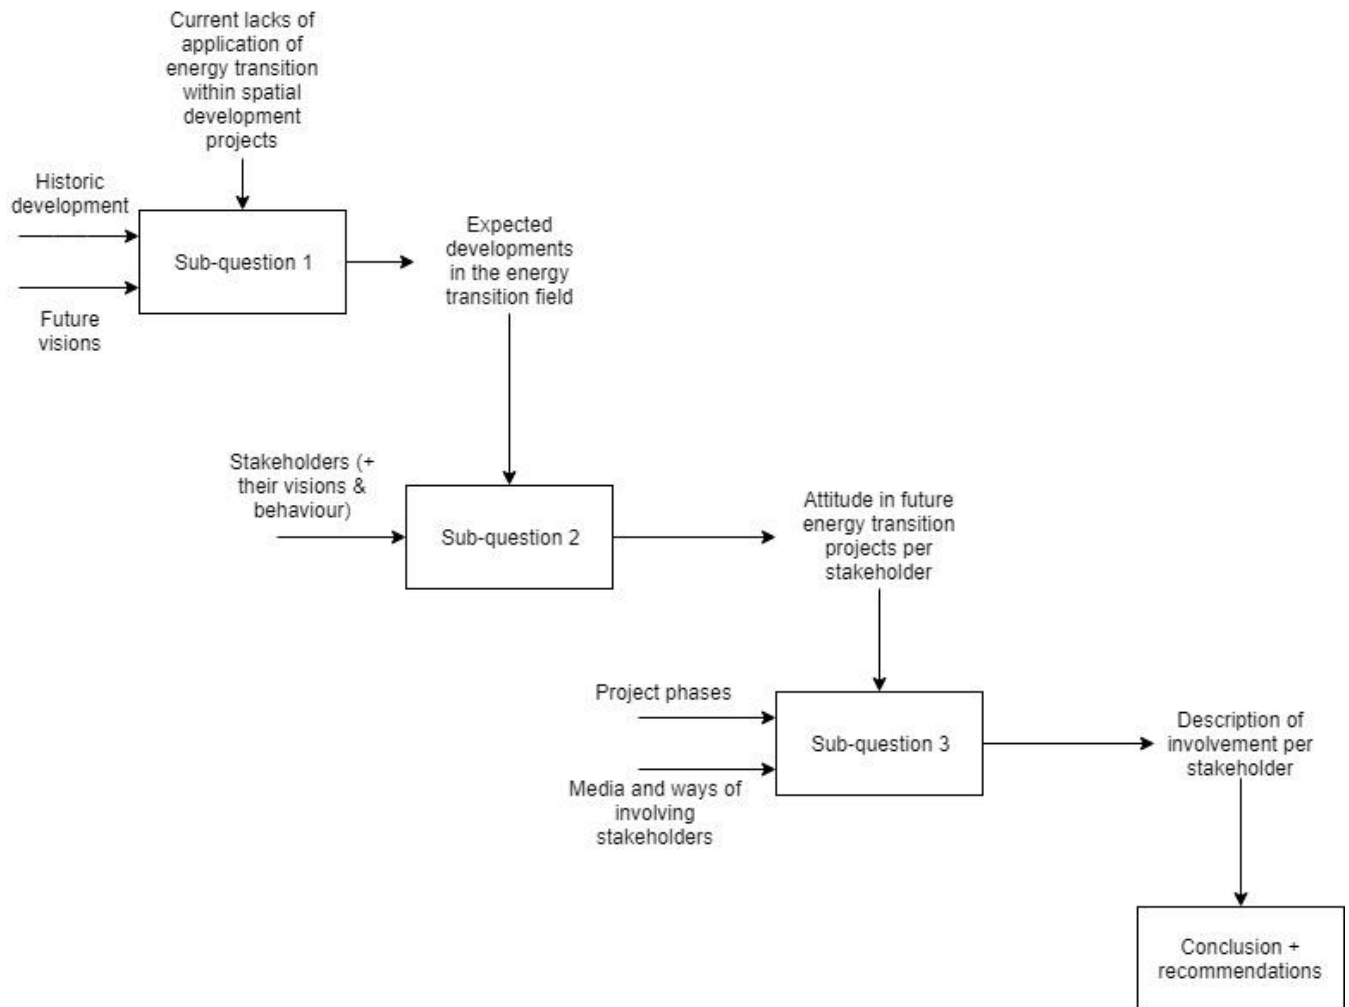 Current lacks of
application of
energy transition
within spatial
development
projects
Historic
development
Sub-question 1
Future
visions
Expected
developments
in the energy
transition field
Stakeholders (+
their visions &
behaviour)
Sub-question 2
Attitude in future
energy transition
projects per
stakeholder
Project phases
Sub-question 3
Media and ways of
involving
stakeholders
Description of
involvement per
stakeholder
Conclusion +
recommendations